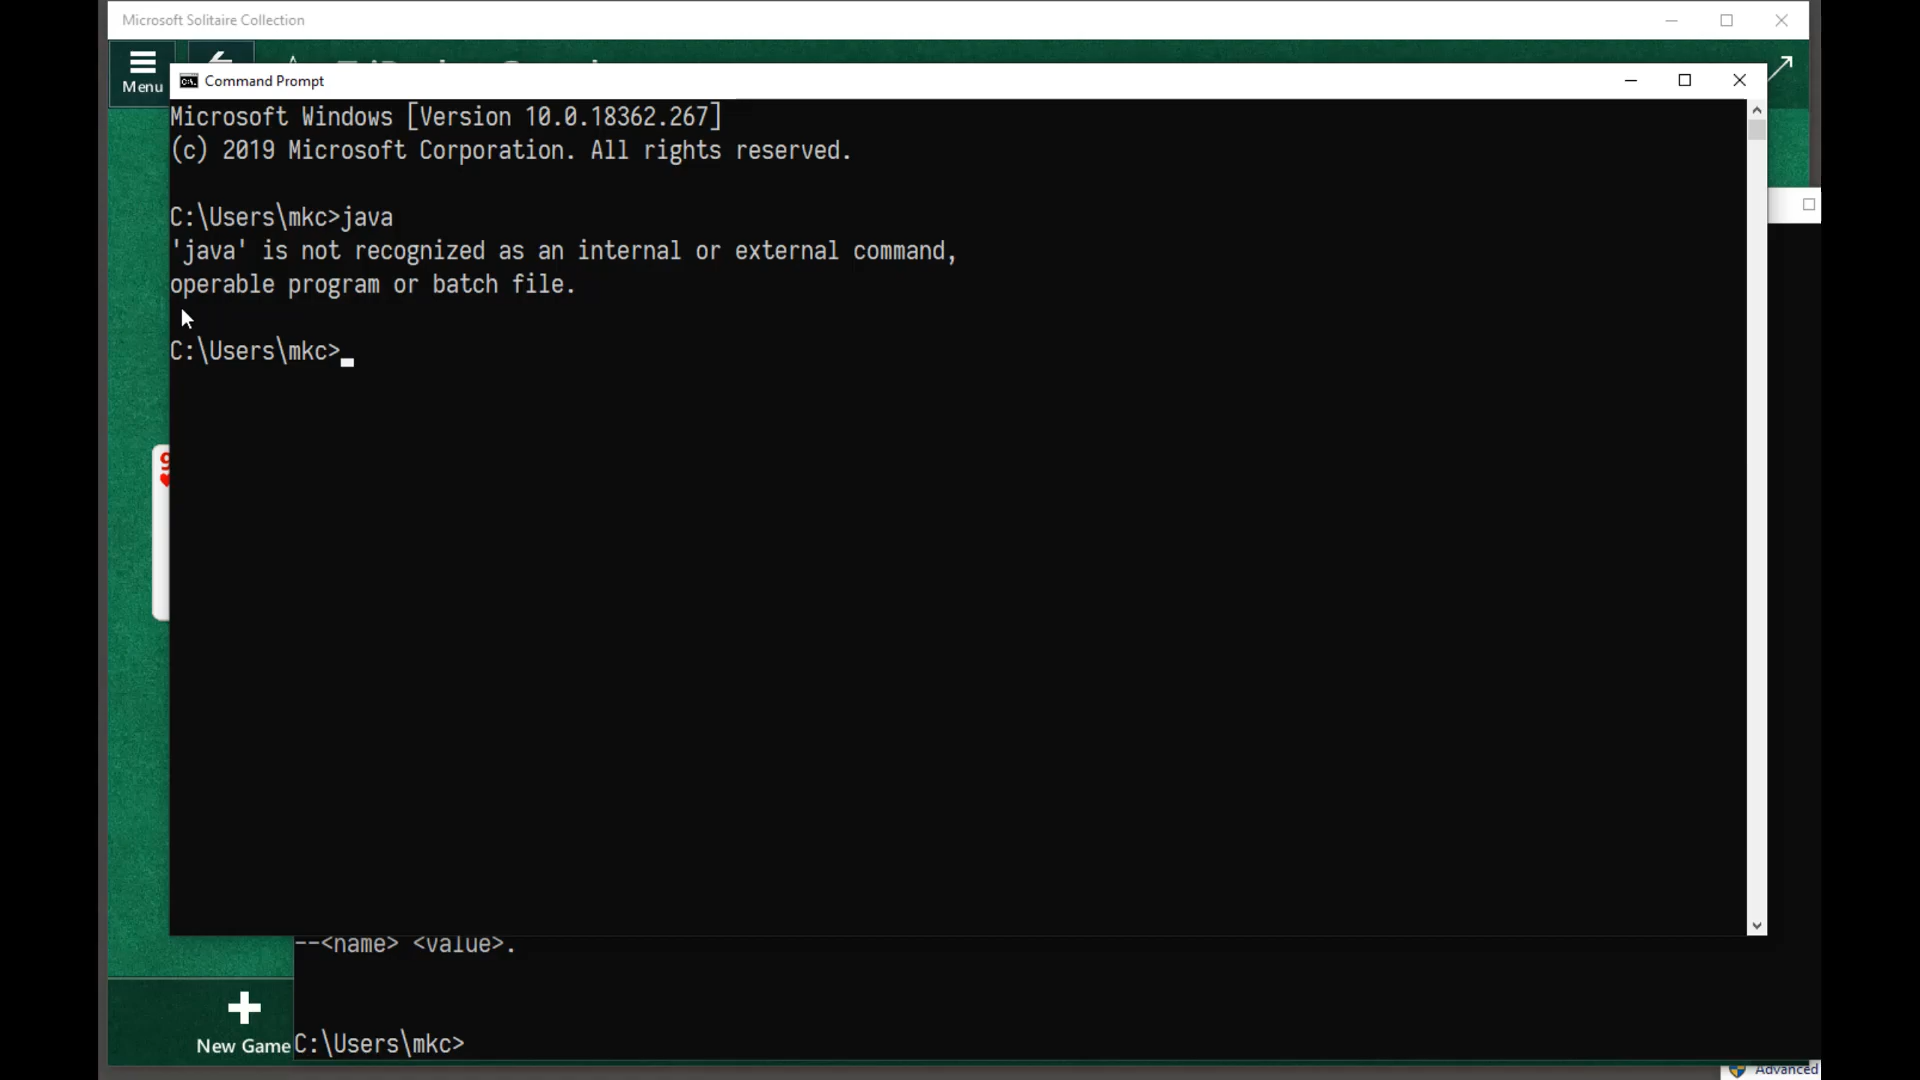 Microsoft Solitaire Collection
Menu
Command Prompt
Microsoft Windows [Version 10.0.18362.267]
(c) 2019 Microsoft Corporation. All rights reserved.
C:\Users\mkc>java
'java' is not recognized as an internal or external command,
operable program or batch file.
C:\Users\mkc>
9
--<name> <value>.
New Game
C:\Users\mkc>
Advanced